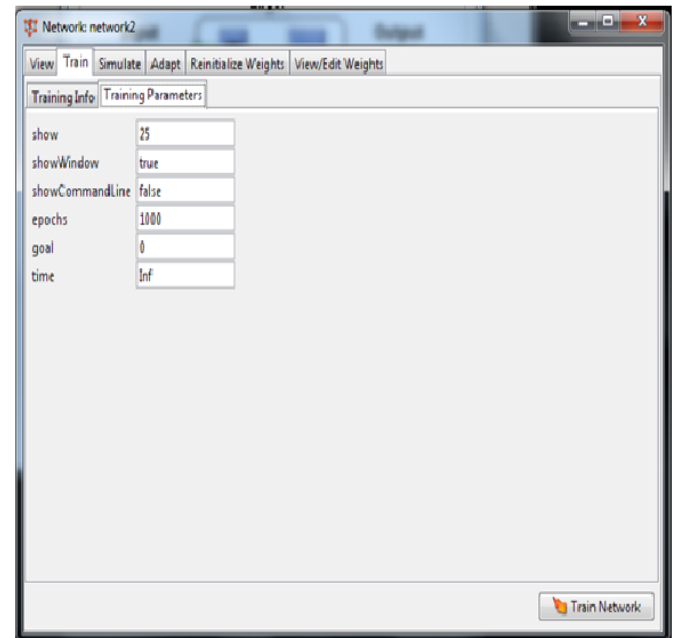 Network: network2
View Train Simulate Adapt Reinitialize Weights View/Edit Weights
Training Info Training Parameters
show 25
showWindow true
showCommandLine false
epochs 1000
goal 0
time Inf
Train Network